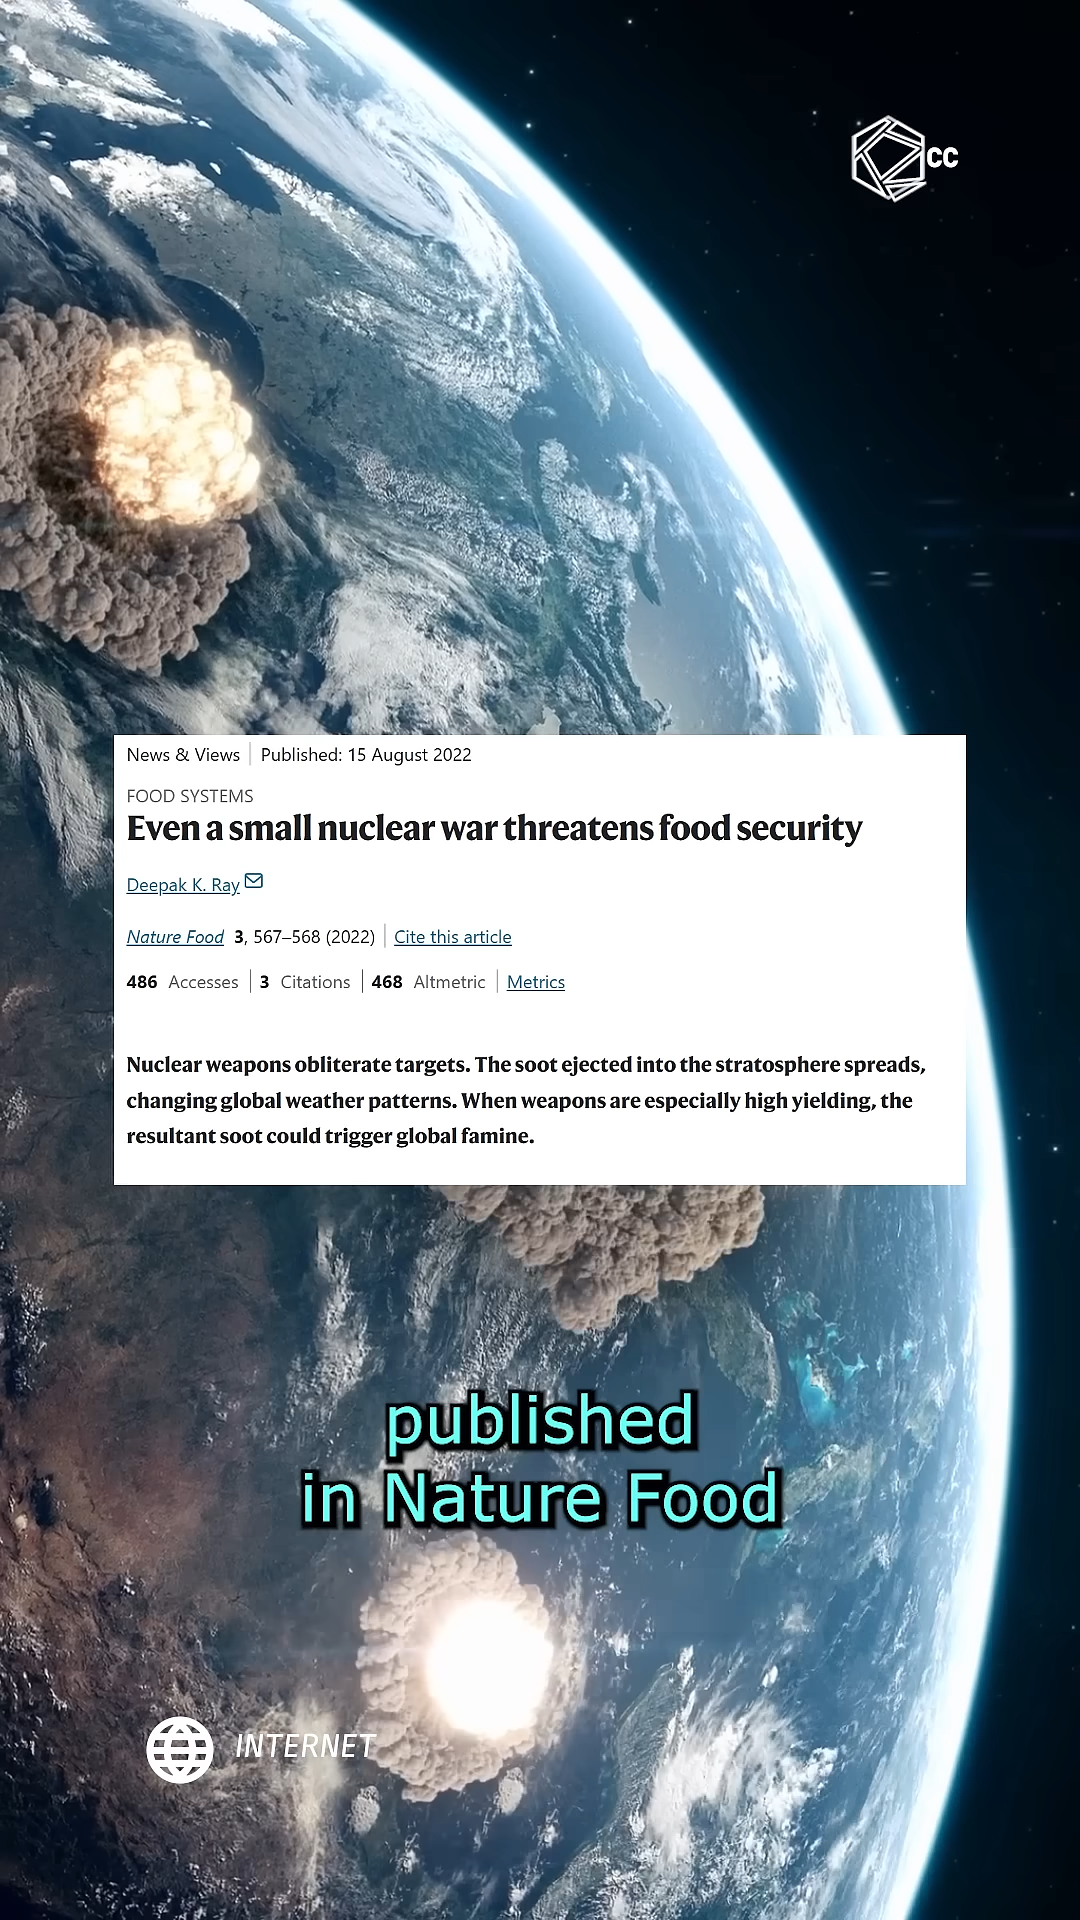 CC
News & Views | Published: 15 August 2022
FOOD SYSTEMS
Even a small nuclear war threatens food security
Deepak K. Ray
Nature Food 3, 567–568 (2022) | Cite this article
486 Accesses | 3 Citations | 468 Altmetric | Metrics
Nuclear weapons obliterate targets. The soot ejected into the stratosphere spreads,
changing global weather patterns. When weapons are especially high yielding, the
resultant soot could trigger global famine.
published
in Nature Food
INTERNET